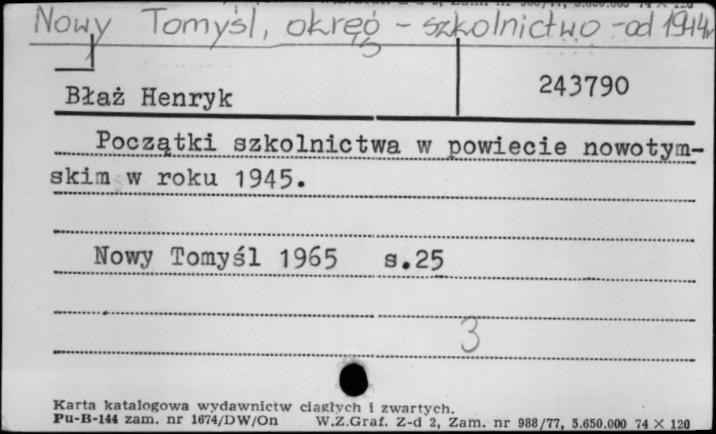 Nowy Tomyśl, okręg - szkolnictwo - od 1944r.
Błaż Henryk
243790
Początki szkolnictwa w powiecie nowotym-
skim w roku 1945.
Nowy Tomyśl 1965 s.25
3
Karta katalogowa wydawnictw ciągłych i zwartych.
Pu-B-144 zam. nr 1674/DW/On W.Z.Graf. Z-d 2, Zam. nr 988/77, 5.650.000 74 X 120